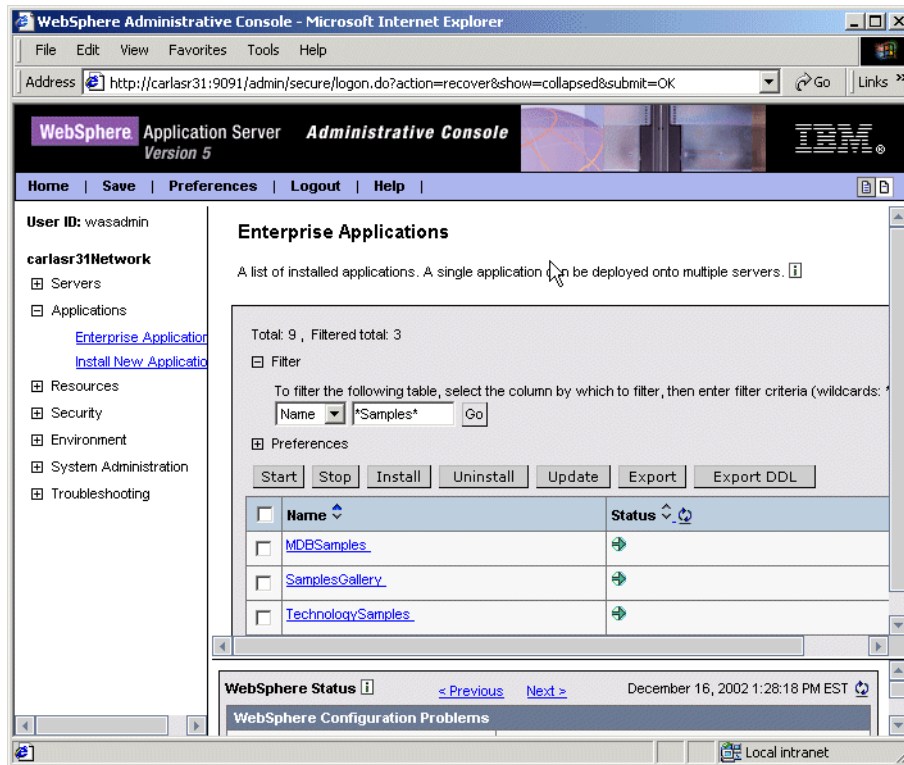 WebSphere Administrative Console - Microsoft Internet Explorer
File Edit View Favorites Tools Help
Address http://carlasr31:9091/admin/secure/logon.do?action=recover&show=collapsed&submit=OK Go Links »
WebSphere Application Server Administrative Console
Version 5
IBM®
Home | Save | Preferences | Logout | Help |
User ID: wasadmin
carlasr31Network
Servers
Applications
Enterprise Application
Install New Applicatio
Resources
Security
Environment
System Administration
Troubleshooting
Enterprise Applications
A list of installed applications. A single application can be deployed onto multiple servers. i
Total: 9 , Filtered total: 3
Filter
To filter the following table, select the column by which to filter, then enter filter criteria (wildcards: *
Name *Samples* Go
Preferences
Start Stop Install Uninstall Update Export Export DDL
Name Status
MDBSamples
SamplesGallery
TechnologySamples
WebSphere Status i < Previous Next > December 16, 2002 1:28:18 PM EST
WebSphere Configuration Problems
Local intranet